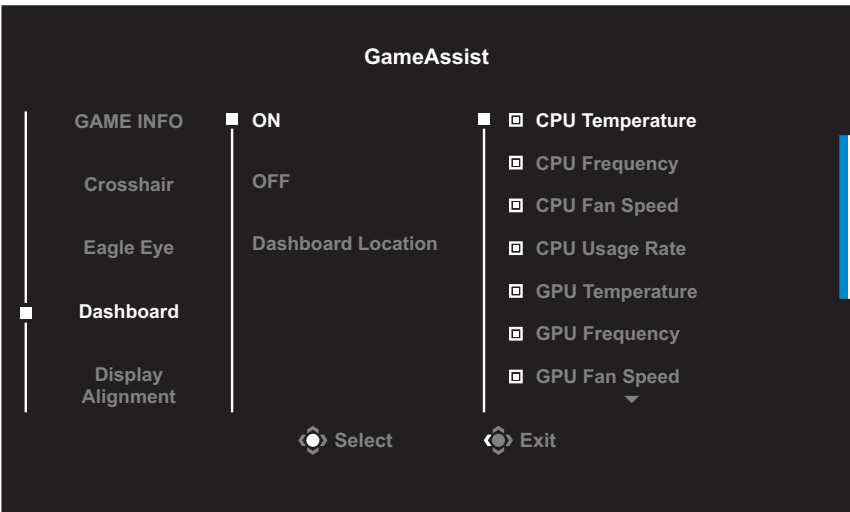 GameAssist
GAME INFO
Crosshair
Eagle Eye
Dashboard
Display
Alignment
ON
OFF
Dashboard Location
CPU Temperature
CPU Frequency
CPU Fan Speed
CPU Usage Rate
GPU Temperature
GPU Frequency
GPU Fan Speed
Select
Exit